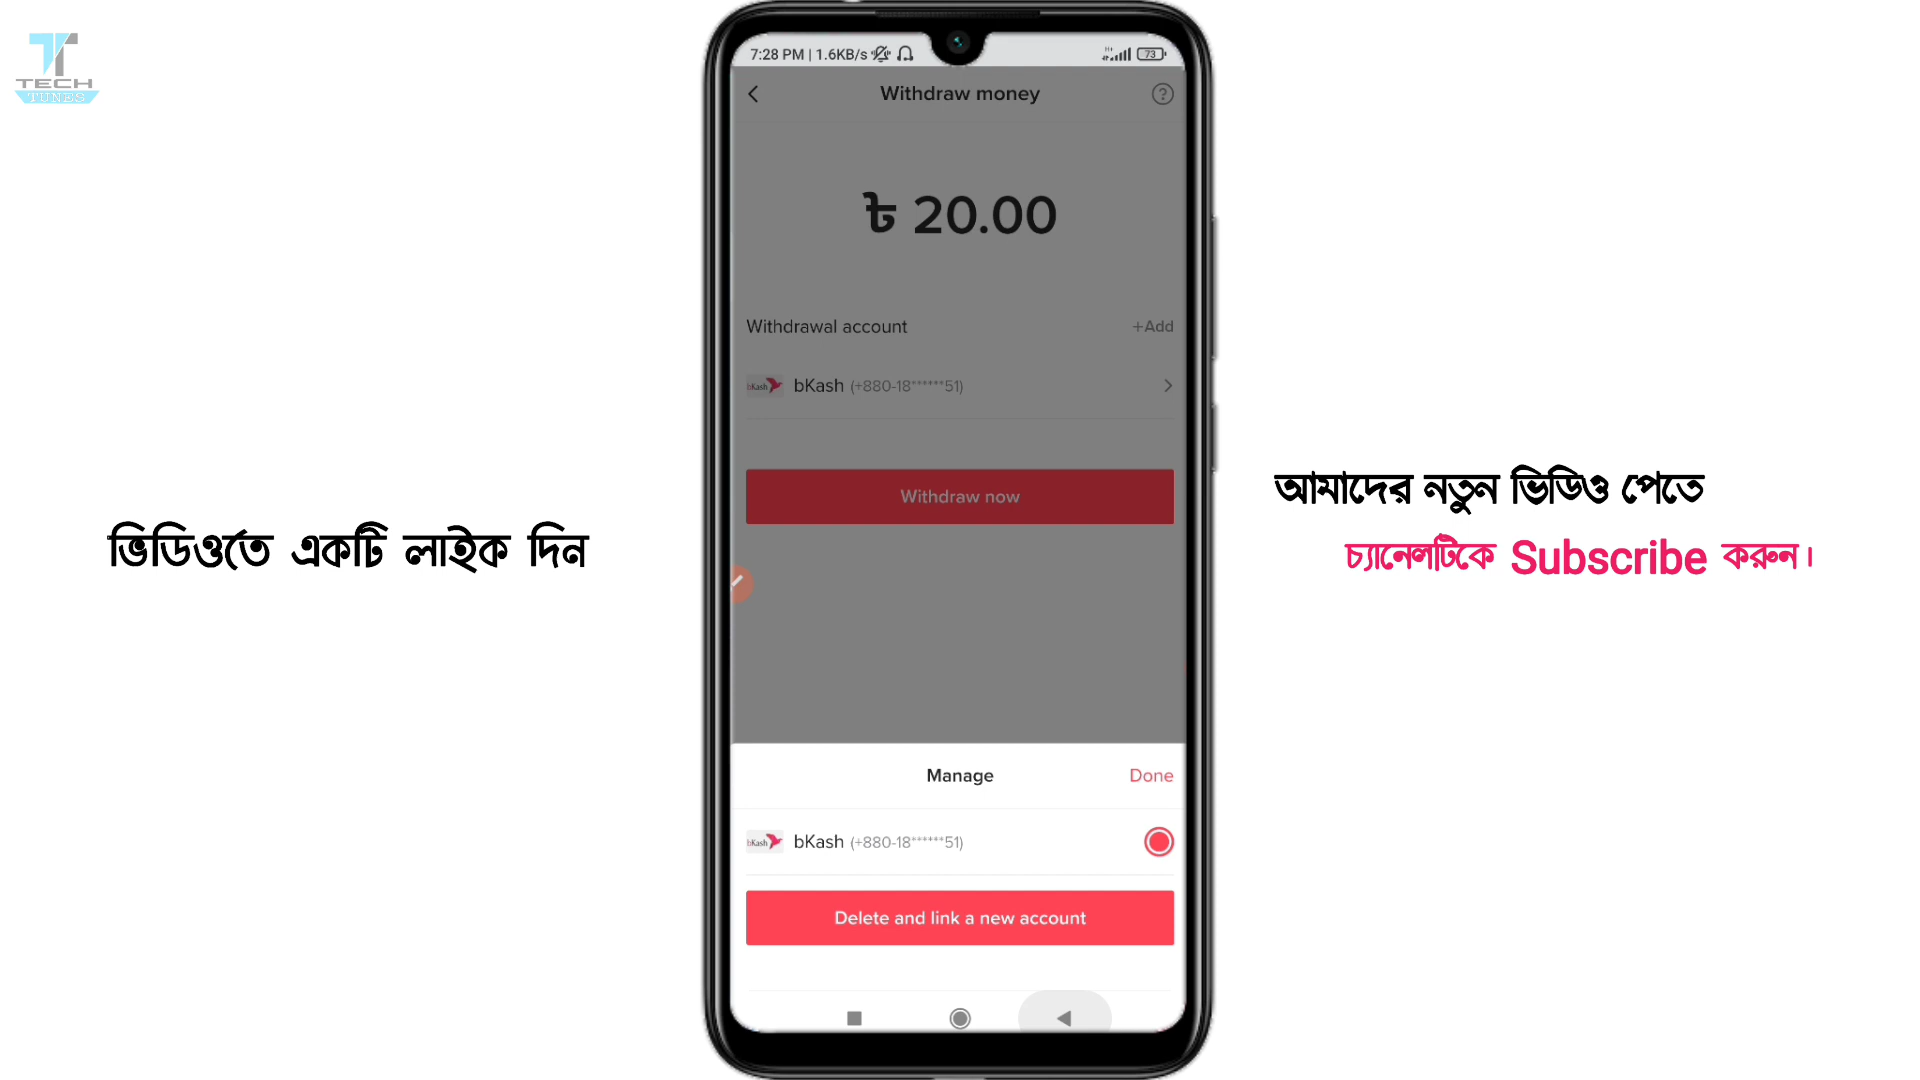 TECH
TUNES
7:28 PM | 1.6KB/s
73
Withdraw money
৳ 20.00
Withdrawal account
+Add
bKash
bKash (+880-18******51)
Withdraw now
ভিডিওতে একটি লাইক দিন
আমাদের নতুন ভিডিও পেতে
চ্যানেলটিকে Subscribe করুন।
Manage
Done
bKash
bKash (+880-18******51)
Delete and link a new account